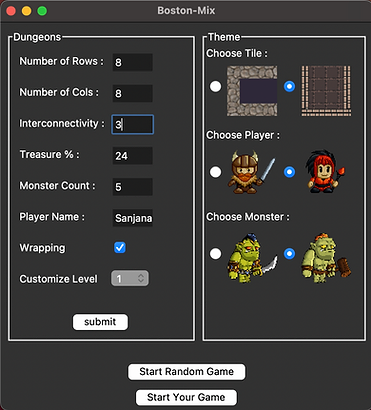 Boston-Mix
Dungeons
Number of Rows : 8
Number of Cols : 8
Interconnectivity : 3
Treasure % : 24
Monster Count : 5
Player Name : Sanjana
Wrapping
Customize Level 1
submit
Theme
Choose Tile :
Choose Player :
Choose Monster :
Start Random Game
Start Your Game